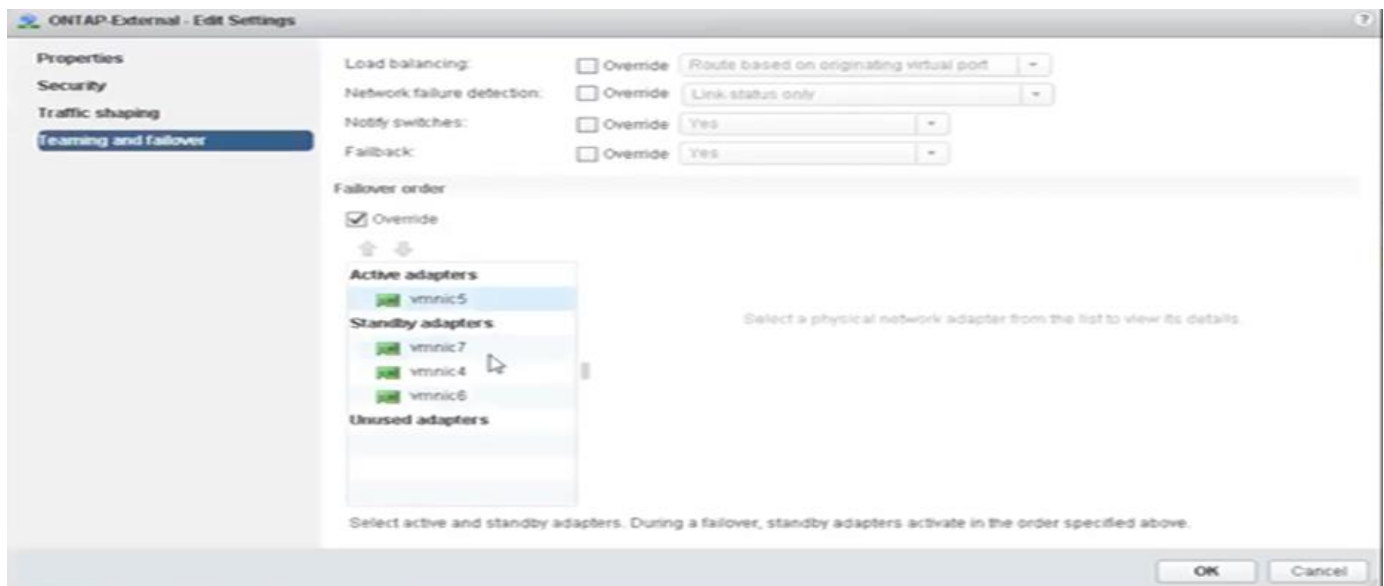 ONTAP-External - Edit Settings
?
Properties
Security
Traffic shaping
Teaming and failover
Load balancing: Override Route based on originating virtual port
Network failure detection: Override Link status only
Notify switches: Override Yes
Failback: Override Yes
Failover order
Override
Active adapters
vmnic5
Standby adapters
vmnic7
vmnic4
vmnic6
Unused adapters
Select a physical network adapter from the list to view its details.
Select active and standby adapters. During a failover, standby adapters activate in the order specified above.
OK Cancel